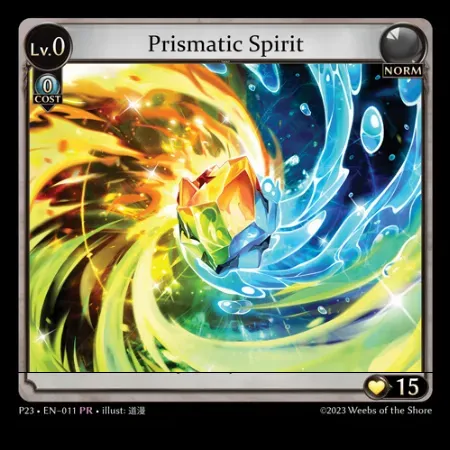 Lv.0
Prismatic Spirit
NORM
0
COST
15
P23 • EN-011 PR • illust: 道漫
©2023 Weebs of the Shore